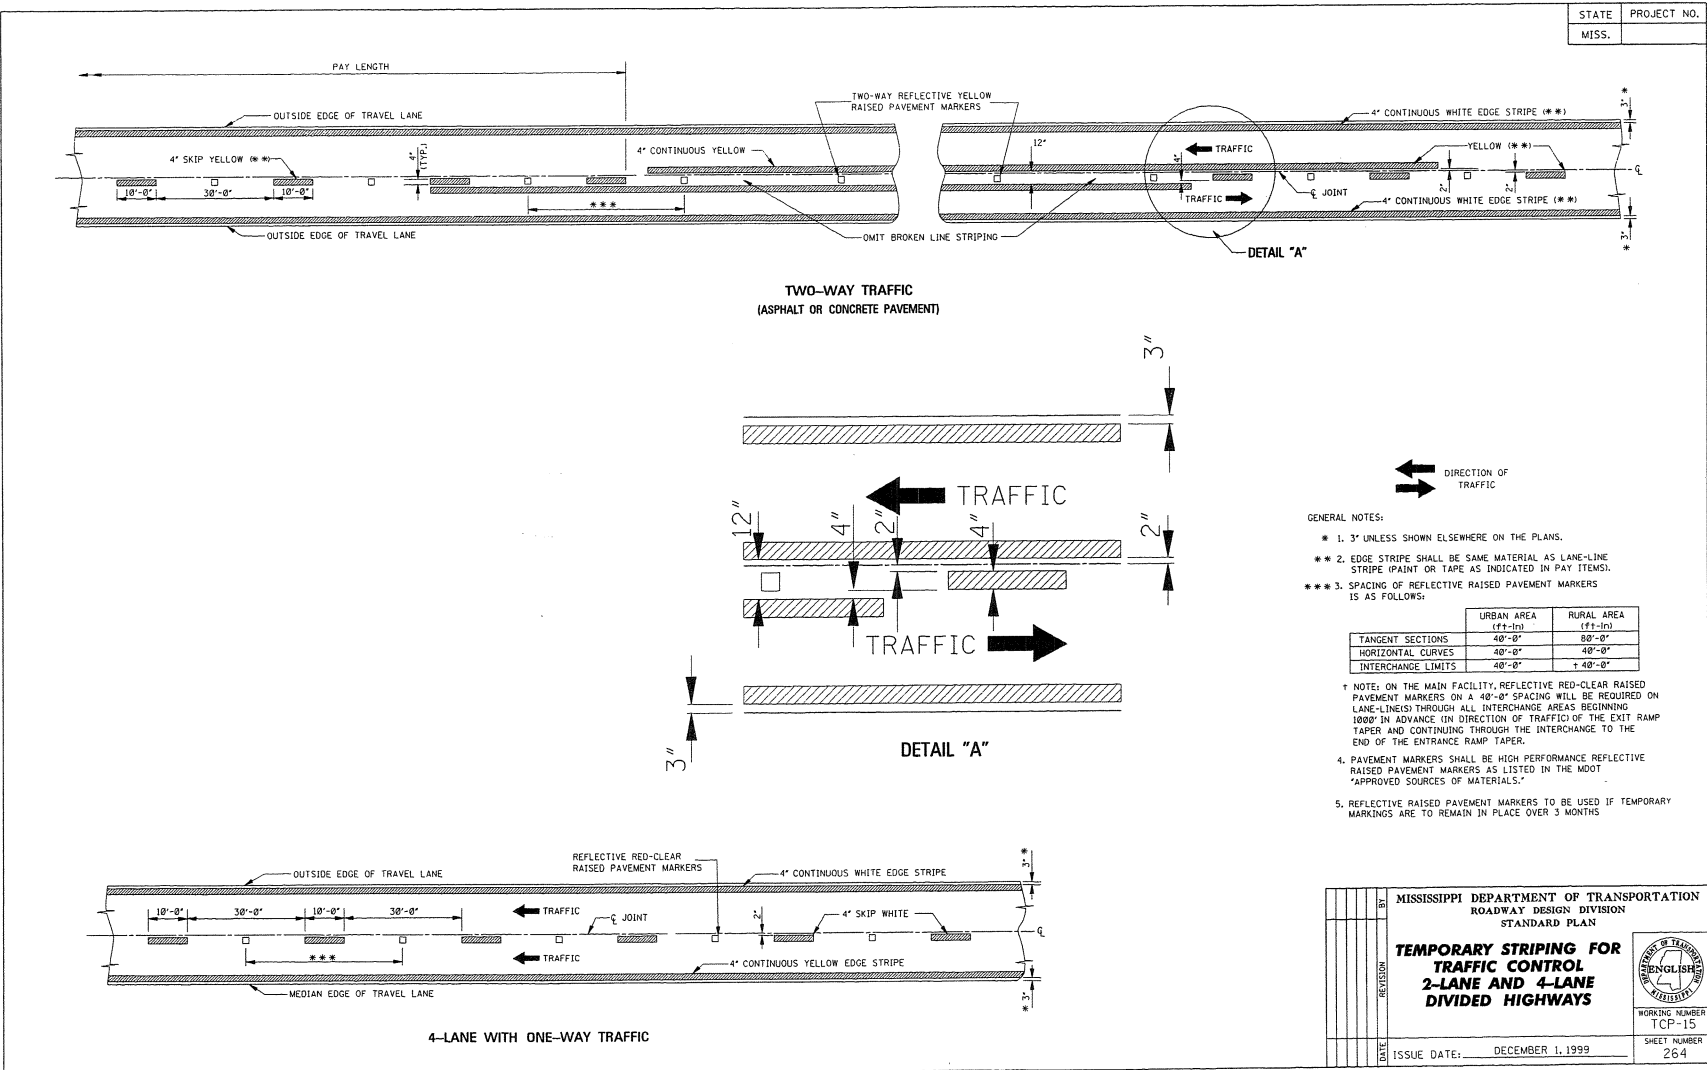 STATE PROJECT NO.
MISS.
PAY LENGTH
OUTSIDE EDGE OF TRAVEL LANE
TWO-WAY REFLECTIVE YELLOW
RAISED PAVEMENT MARKERS
4" CONTINUOUS WHITE EDGE STRIPE (**)
3" *
4" SKIP YELLOW (**)
4"
(TYP.)
4" CONTINUOUS YELLOW
12"
4"
TRAFFIC
YELLOW (**)
℄
10'-0" 30'-0" 10'-0"
***
TRAFFIC
℄ JOINT
2"
2"
4" CONTINUOUS WHITE EDGE STRIPE (**)
OUTSIDE EDGE OF TRAVEL LANE
OMIT BROKEN LINE STRIPING
* 3"
DETAIL "A"
TWO-WAY TRAFFIC
(ASPHALT OR CONCRETE PAVEMENT)
3"
TRAFFIC
12"
4"
2"
4"
2"
TRAFFIC
3"
DETAIL "A"
DIRECTION OF
TRAFFIC
GENERAL NOTES:
* 1. 3" UNLESS SHOWN ELSEWHERE ON THE PLANS.
** 2. EDGE STRIPE SHALL BE SAME MATERIAL AS LANE-LINE
STRIPE (PAINT OR TAPE AS INDICATED IN PAY ITEMS).
*** 3. SPACING OF REFLECTIVE RAISED PAVEMENT MARKERS
IS AS FOLLOWS:
URBAN AREA RURAL AREA
(ft-in) (ft-in)
TANGENT SECTIONS 40'-0" 80'-0"
HORIZONTAL CURVES 40'-0" 40'-0"
INTERCHANGE LIMITS 40'-0" † 40'-0"
† NOTE: ON THE MAIN FACILITY, REFLECTIVE RED-CLEAR RAISED
PAVEMENT MARKERS ON A 40'-0" SPACING WILL BE REQUIRED ON
LANE-LINE(S) THROUGH ALL INTERCHANGE AREAS BEGINNING
1000' IN ADVANCE (IN DIRECTION OF TRAFFIC) OF THE EXIT RAMP
TAPER AND CONTINUING THROUGH THE INTERCHANGE TO THE
END OF THE ENTRANCE RAMP TAPER.
4. PAVEMENT MARKERS SHALL BE HIGH PERFORMANCE REFLECTIVE
RAISED PAVEMENT MARKERS AS LISTED IN THE MDOT
"APPROVED SOURCES OF MATERIALS."
5. REFLECTIVE RAISED PAVEMENT MARKERS TO BE USED IF TEMPORARY
MARKINGS ARE TO REMAIN IN PLACE OVER 3 MONTHS
OUTSIDE EDGE OF TRAVEL LANE
REFLECTIVE RED-CLEAR
RAISED PAVEMENT MARKERS
4" CONTINUOUS WHITE EDGE STRIPE
3" *
10'-0" 30'-0" 10'-0" 30'-0"
TRAFFIC
℄ JOINT
2"
4" SKIP WHITE
℄
***
TRAFFIC
4" CONTINUOUS YELLOW EDGE STRIPE
MEDIAN EDGE OF TRAVEL LANE
* 3"
4-LANE WITH ONE-WAY TRAFFIC
BY
REVISION
DATE
MISSISSIPPI DEPARTMENT OF TRANSPORTATION
ROADWAY DESIGN DIVISION
STANDARD PLAN
TEMPORARY STRIPING FOR
TRAFFIC CONTROL
2-LANE AND 4-LANE
DIVIDED HIGHWAYS
DEPARTMENT OF TRANSPORTATION
ENGLISH
MISSISSIPPI
WORKING NUMBER
TCP-15
ISSUE DATE: DECEMBER 1, 1999
SHEET NUMBER
264